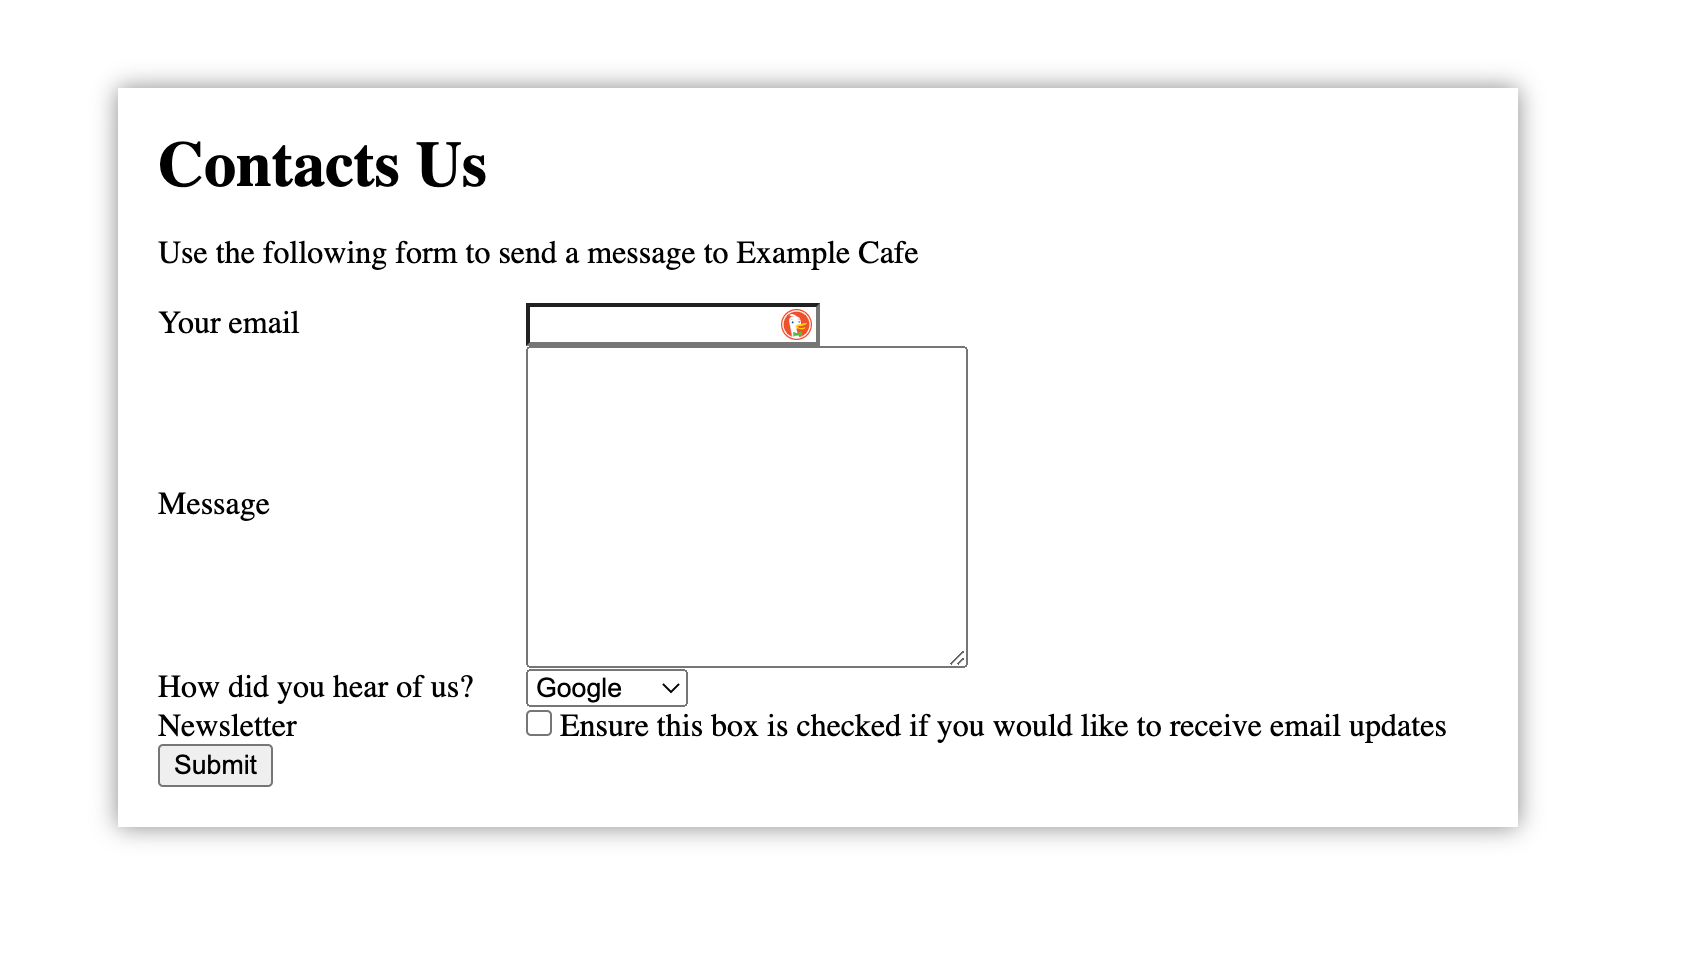 Contacts Us
Use the following form to send a message to Example Cafe
Your email
Message
How did you hear of us? Google
Newsletter Ensure this box is checked if you would like to receive email updates
Submit